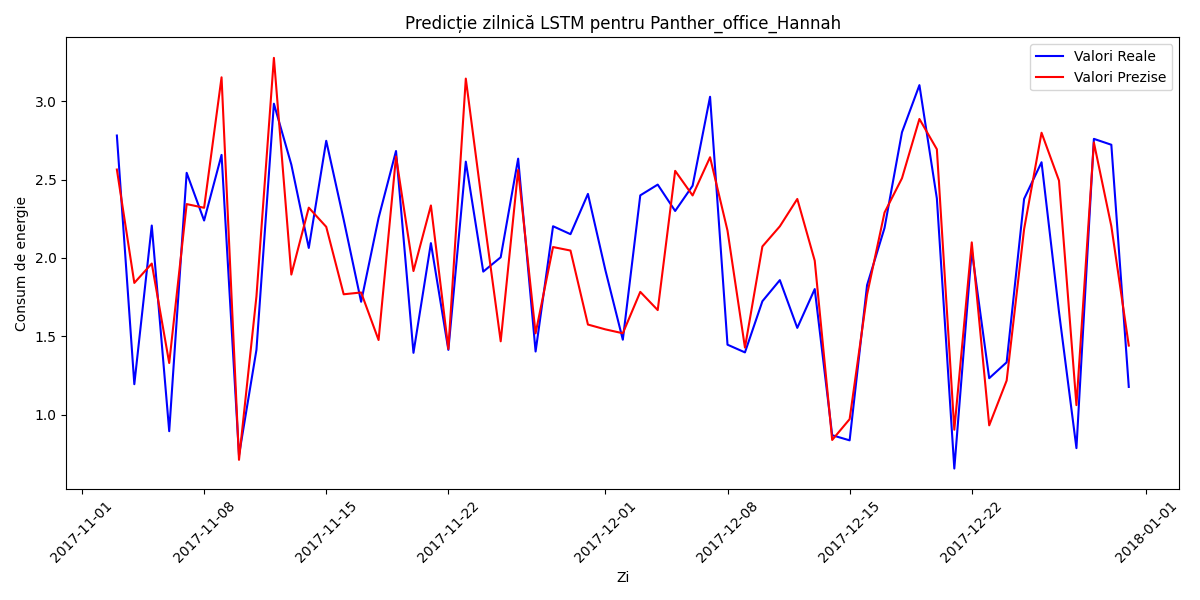 Predicție zilnică LSTM pentru Panther_office_Hannah
Valori Reale
Valori Prezise
Consum de energie
3.0
2.5
2.0
1.5
1.0
2017-11-01
2017-11-08
2017-11-15
2017-11-22
2017-12-01
2017-12-08
2017-12-15
2017-12-22
2018-01-01
Zi